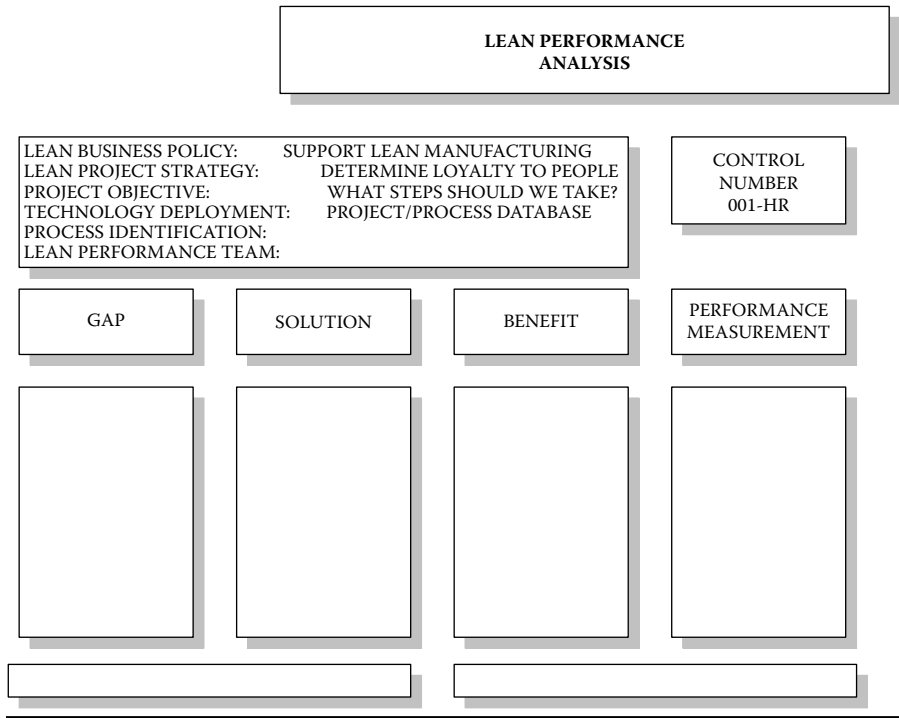 LEAN PERFORMANCE
ANALYSIS
LEAN BUSINESS POLICY: SUPPORT LEAN MANUFACTURING
LEAN PROJECT STRATEGY: DETERMINE LOYALTY TO PEOPLE
PROJECT OBJECTIVE: WHAT STEPS SHOULD WE TAKE?
TECHNOLOGY DEPLOYMENT: PROJECT/PROCESS DATABASE
PROCESS IDENTIFICATION:
LEAN PERFORMANCE TEAM:
CONTROL
NUMBER
001-HR
GAP
SOLUTION
BENEFIT
PERFORMANCE
MEASUREMENT